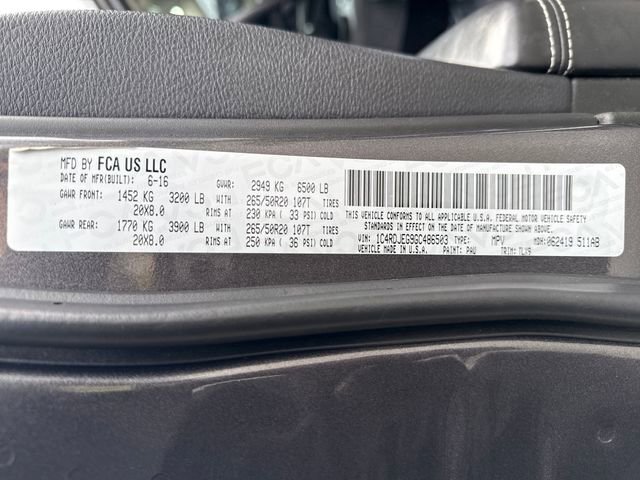 MFD BY FCA US LLC
DATE OF MFR(BUILT): 6-16 GVWR: 2949 KG 6500 LB
GAWR FRONT: 1452 KG 3200 LB WITH 265/50R20 107T TIRES
20X8.0 RIMS AT 230 KPA ( 33 PSI) COLD
GAWR REAR: 1770 KG 3900 LB WITH 265/50R20 107T TIRES
20X8.0 RIMS AT 250 KPA ( 36 PSI) COLD
THIS VEHICLE CONFORMS TO ALL APPLICABLE U.S.A. FEDERAL MOTOR VEHICLE SAFETY
STANDARDS IN EFFECT ON THE DATE OF MANUFACTURE SHOWN ABOVE.
VIN: 1C4RDJEG9GC486503 TYPE: MPV MDH: 062419 511AB
VEHICLE MADE IN U.S.A. PAINT: PAU TRIM: TLX9